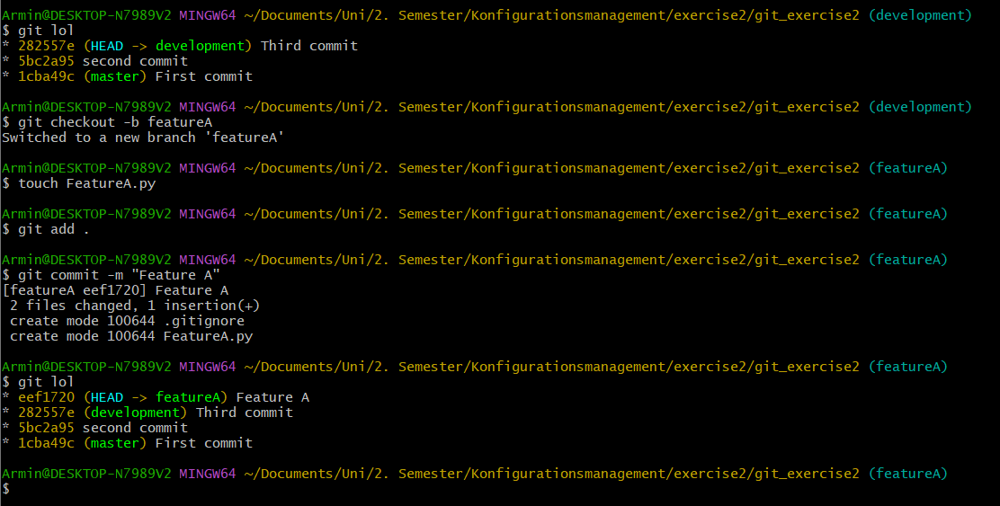 Armin@DESKTOP-N7989V2 MINGW64 ~/Documents/Uni/2. Semester/Konfigurationsmanagement/exercise2/git_exercise2 (development)
$ git lol
* 282557e (HEAD -> development) Third commit
* 5bc2a95 second commit
* 1cba49c (master) First commit

Armin@DESKTOP-N7989V2 MINGW64 ~/Documents/Uni/2. Semester/Konfigurationsmanagement/exercise2/git_exercise2 (development)
$ git checkout -b featureA
Switched to a new branch 'featureA'

Armin@DESKTOP-N7989V2 MINGW64 ~/Documents/Uni/2. Semester/Konfigurationsmanagement/exercise2/git_exercise2 (featureA)
$ touch FeatureA.py

Armin@DESKTOP-N7989V2 MINGW64 ~/Documents/Uni/2. Semester/Konfigurationsmanagement/exercise2/git_exercise2 (featureA)
$ git add .

Armin@DESKTOP-N7989V2 MINGW64 ~/Documents/Uni/2. Semester/Konfigurationsmanagement/exercise2/git_exercise2 (featureA)
$ git commit -m "Feature A"
[featureA eef1720] Feature A
 2 files changed, 1 insertion(+)
 create mode 100644 .gitignore
 create mode 100644 FeatureA.py

Armin@DESKTOP-N7989V2 MINGW64 ~/Documents/Uni/2. Semester/Konfigurationsmanagement/exercise2/git_exercise2 (featureA)
$ git lol
* eef1720 (HEAD -> featureA) Feature A
* 282557e (development) Third commit
* 5bc2a95 second commit
* 1cba49c (master) First commit

Armin@DESKTOP-N7989V2 MINGW64 ~/Documents/Uni/2. Semester/Konfigurationsmanagement/exercise2/git_exercise2 (featureA)
$